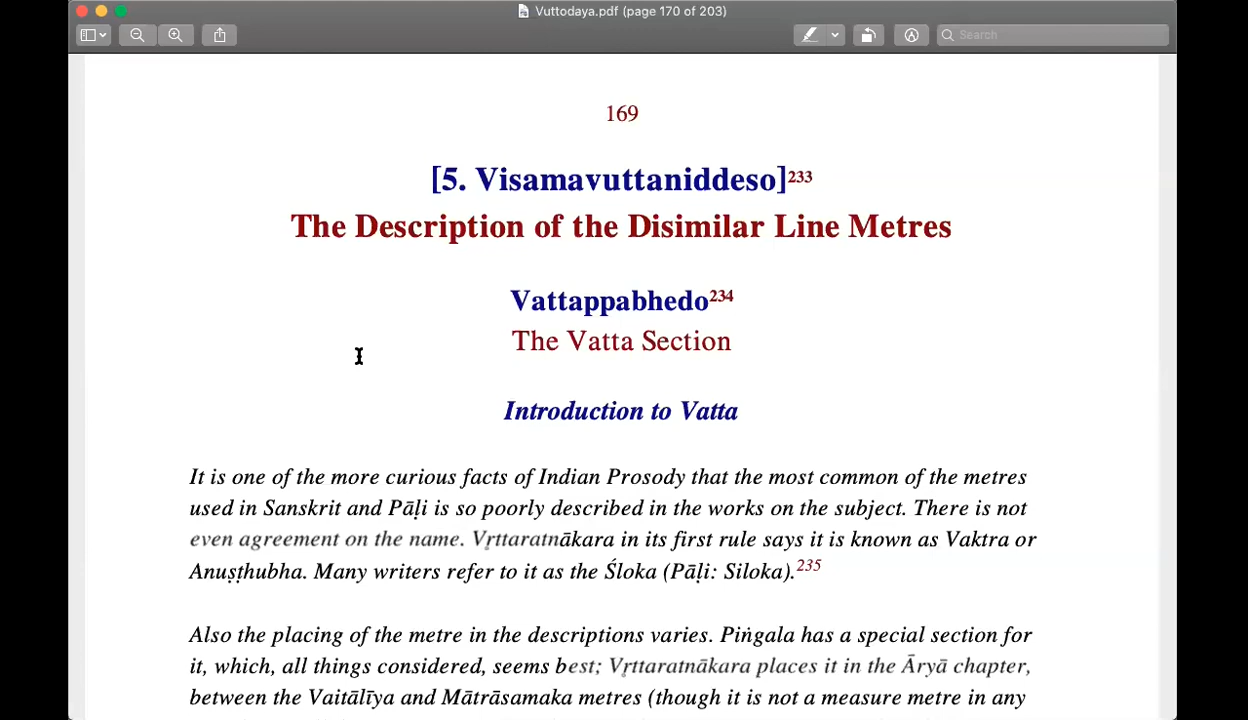 Vuttodaya.pdf (page 170 of 203)
Search
169
[5. Visamavuttaniddeso]233
The Description of the Disimilar Line Metres
Vattappabhedo234
The Vatta Section
Introduction to Vatta
It is one of the more curious facts of Indian Prosody that the most common of the metres
used in Sanskrit and Pāḷi is so poorly described in the works on the subject. There is not
even agreement on the name. Vṛttaratnākara in its first rule says it is known as Vaktra or
Anuṣṭhubha. Many writers refer to it as the Śloka (Pāḷi: Siloka).235
Also the placing of the metre in the descriptions varies. Piṅgala has a special section for
it, which, all things considered, seems best; Vṛttaratnākara places it in the Āryā chapter,
between the Vaitālīya and Mātrāsamaka metres (though it is not a measure metre in any